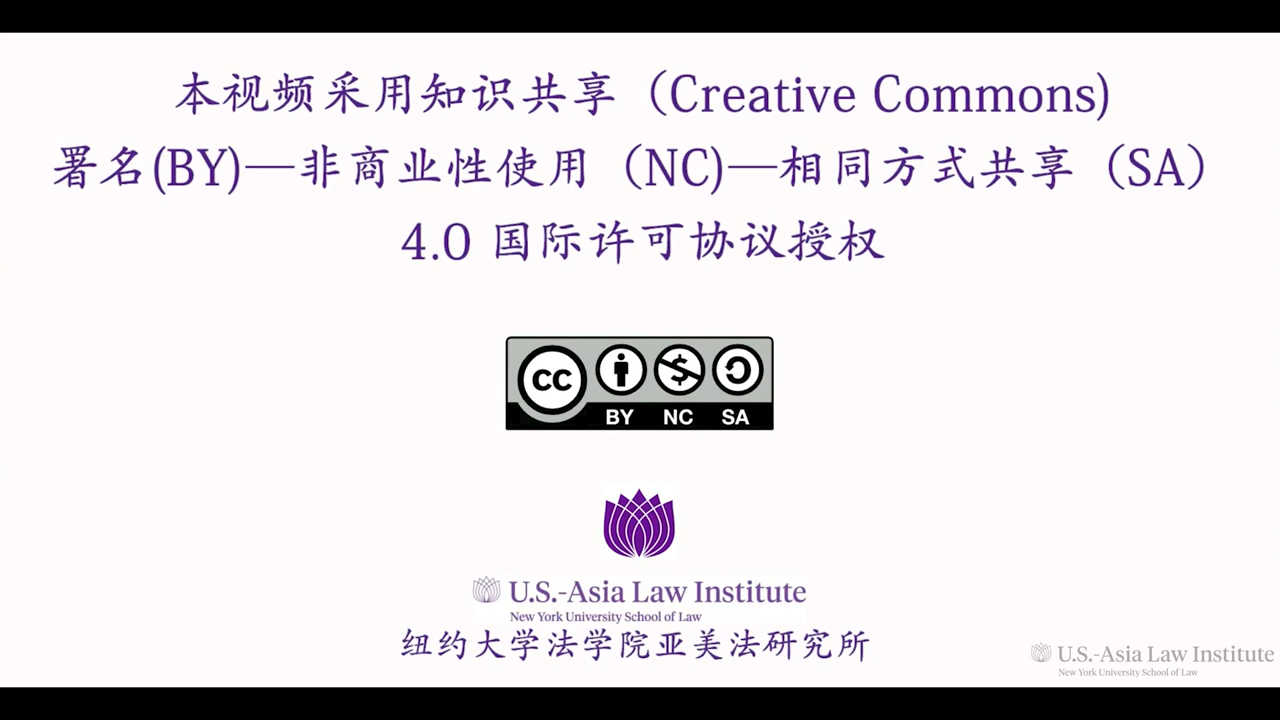 本视频采用知识共享（Creative Commons)
署名(BY)—非商业性使用（NC)—相同方式共享（SA）
4.0 国际许可协议授权
CC
BY NC SA
U.S.-Asia Law Institute
New York University School of Law
纽约大学法学院亚美法研究所
U.S.-Asia Law Institute
New York University School of Law